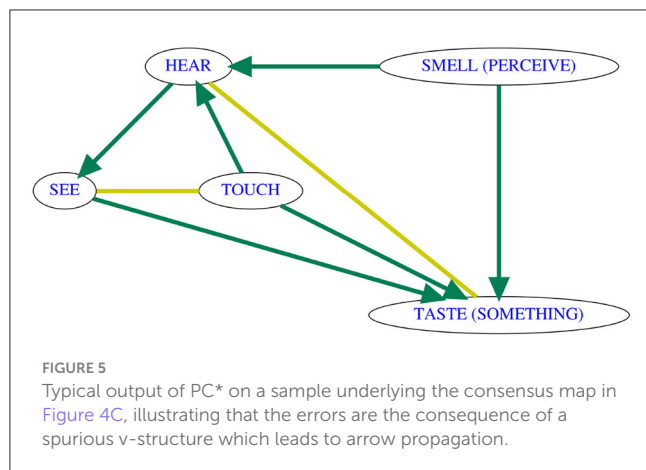 HEAR
SMELL (PERCEIVE)
SEE
TOUCH
TASTE (SOMETHING)
FIGURE 5
Typical output of PC* on a sample underlying the consensus map in
Figure 4C, illustrating that the errors are the consequence of a
spurious v-structure which leads to arrow propagation.